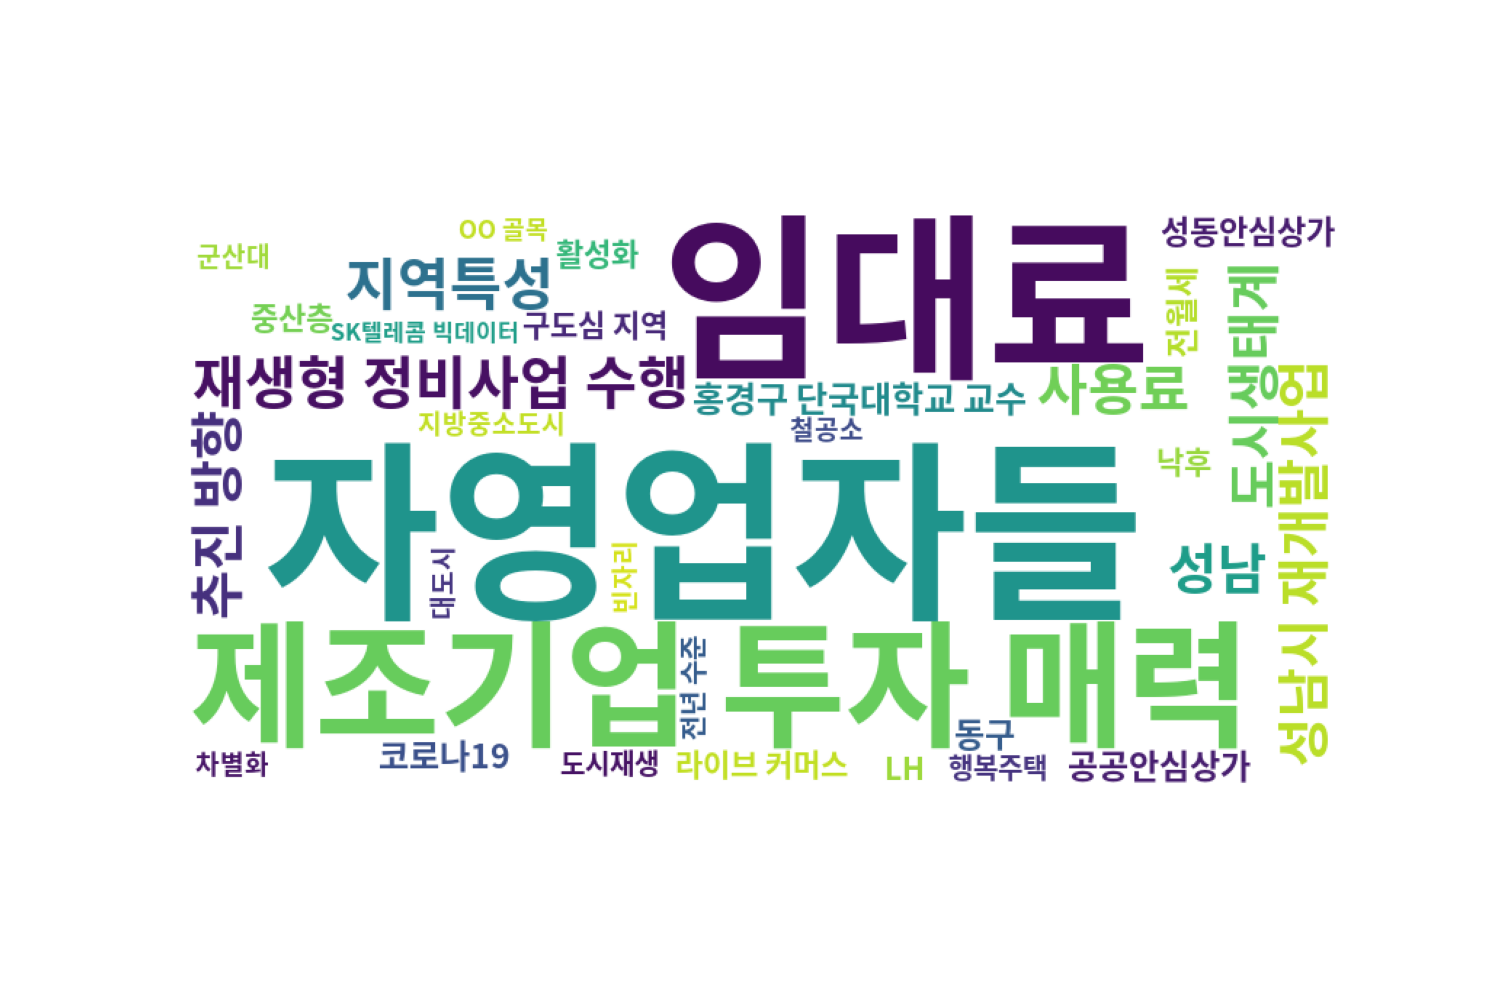 OO 골목
임대료
성동안심상가
군산대
지역특성
활성화
전월세
도시생태계
중산층
SK텔레콤 빅데이터
구도심 지역
재생형 정비사업 수행
홍경구 단국대학교 교수
사용료
성남시 재개발사업
추진 방향
지방중소도시
철공소
자영업자들
낙후
대도시
빈자리
성남
제조기업 투자 매력
전년 수준
동구
차별화
코로나19
도시재생
라이브 커머스
LH
행복주택
공공안심상가